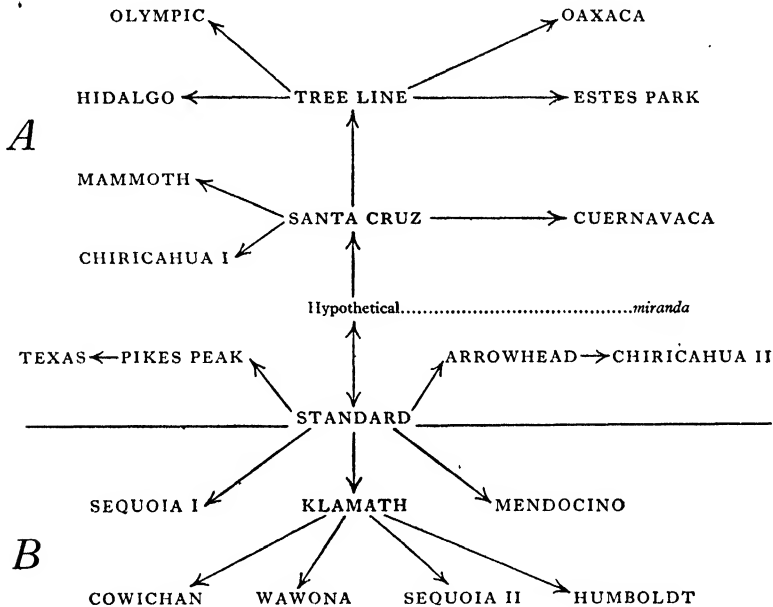 OLYMPIC OAXACA
HIDALGO TREE LINE ESTES PARK
A
MAMMOTH
SANTA CRUZ CUERNAVACA
CHIRICAHUA I
Hypothetical............................................miranda
TEXAS PIKES PEAK ARROWHEAD CHIRICAHUA II
STANDARD
SEQUOIA I KLAMATH MENDOCINO
B
COWICHAN WAWONA SEQUOIA II HUMBOLDT